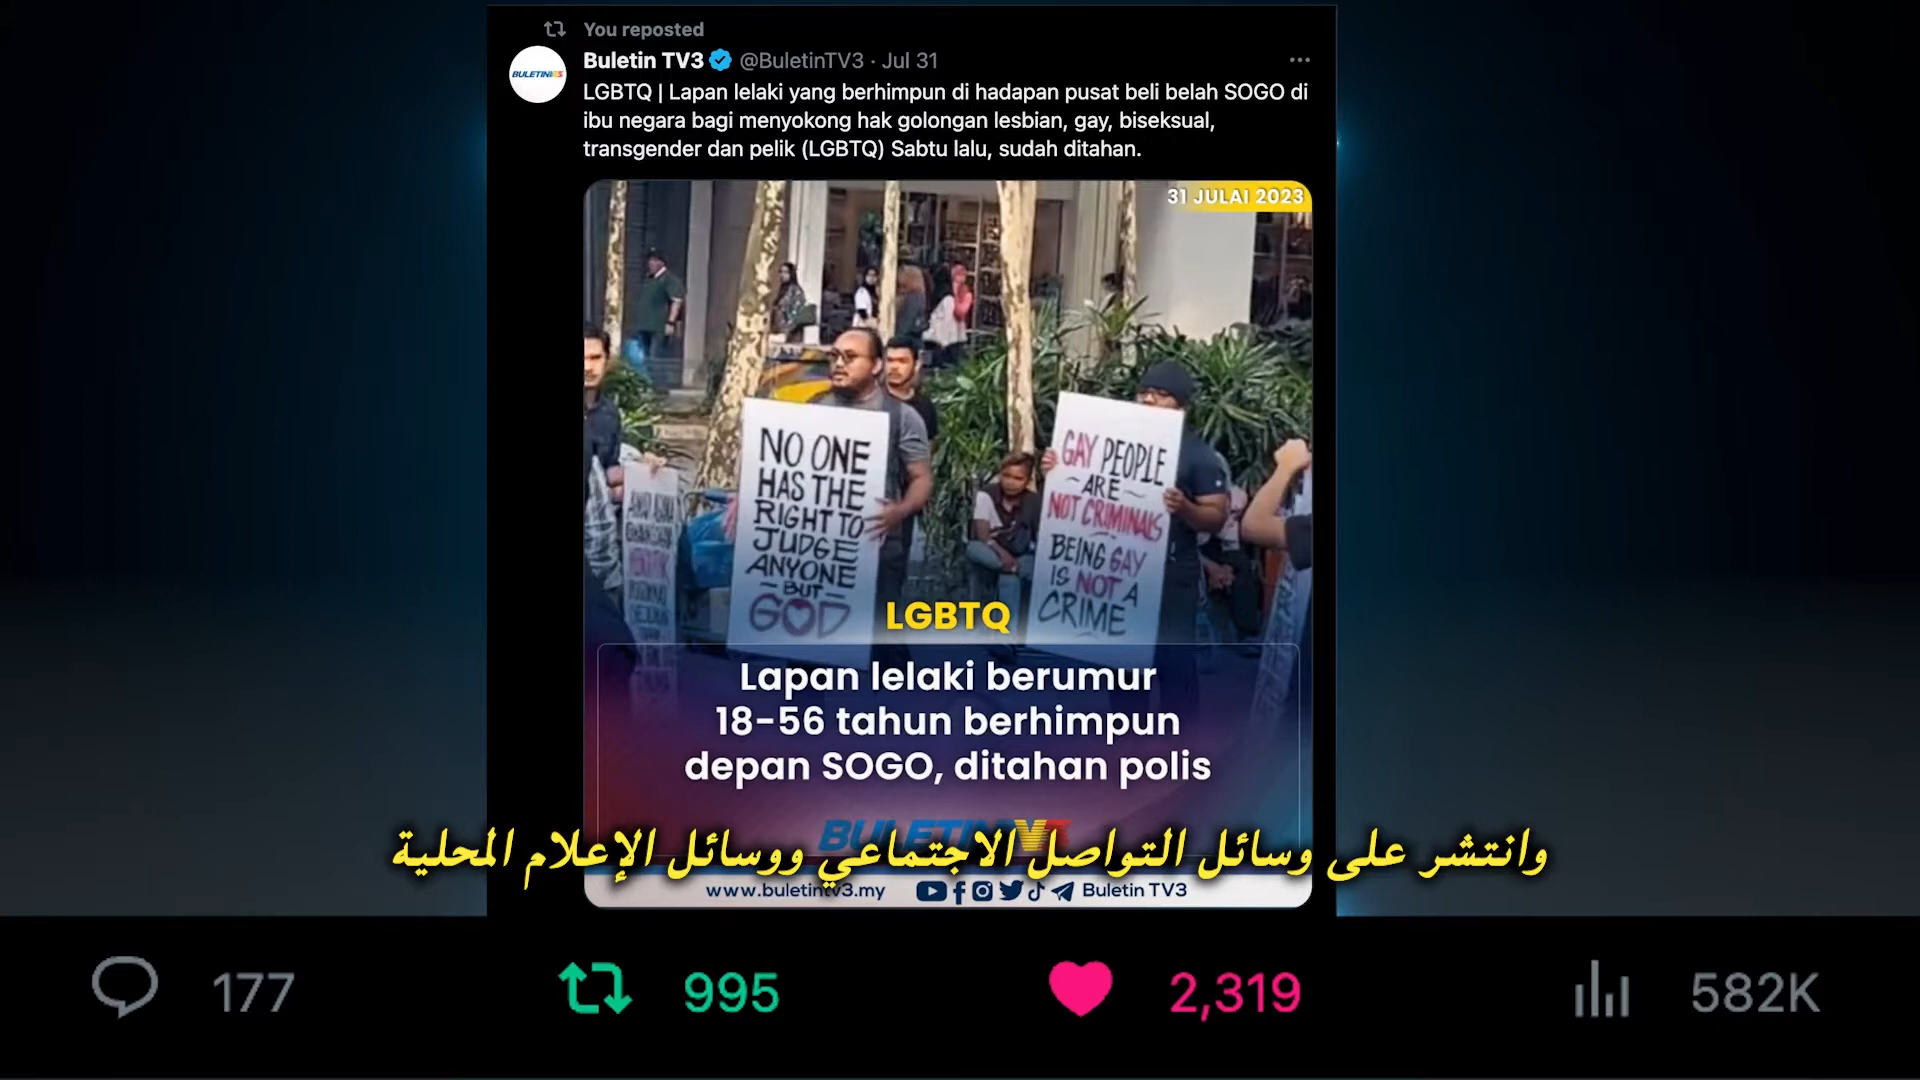 You reposted
BULETIN
Buletin TV3 @BuletinTV3 · Jul 31
LGBTQ | Lapan lelaki yang berhimpun di hadapan pusat beli belah SOGO di
ibu negara bagi menyokong hak golongan lesbian, gay, biseksual,
transgender dan pelik (LGBTQ) Sabtu lalu, sudah ditahan.
31 JULAI 2023
NO ONE
HAS THE
RIGHT TO
JUDGE
ANYONE
- BUT -
GOD
GAY PEOPLE
~ ARE ~
NOT CRIMINALS
BEING GAY
IS NOT A
CRIME
LGBTQ
Lapan lelaki berumur
18-56 tahun berhimpun
depan SOGO, ditahan polis
BULETIN
وانتشر على وسائل التواصل الاجتماعي ووسائل الإعلام المحلية
www.buletintv3.my Buletin TV3
177 995 2,319 582K